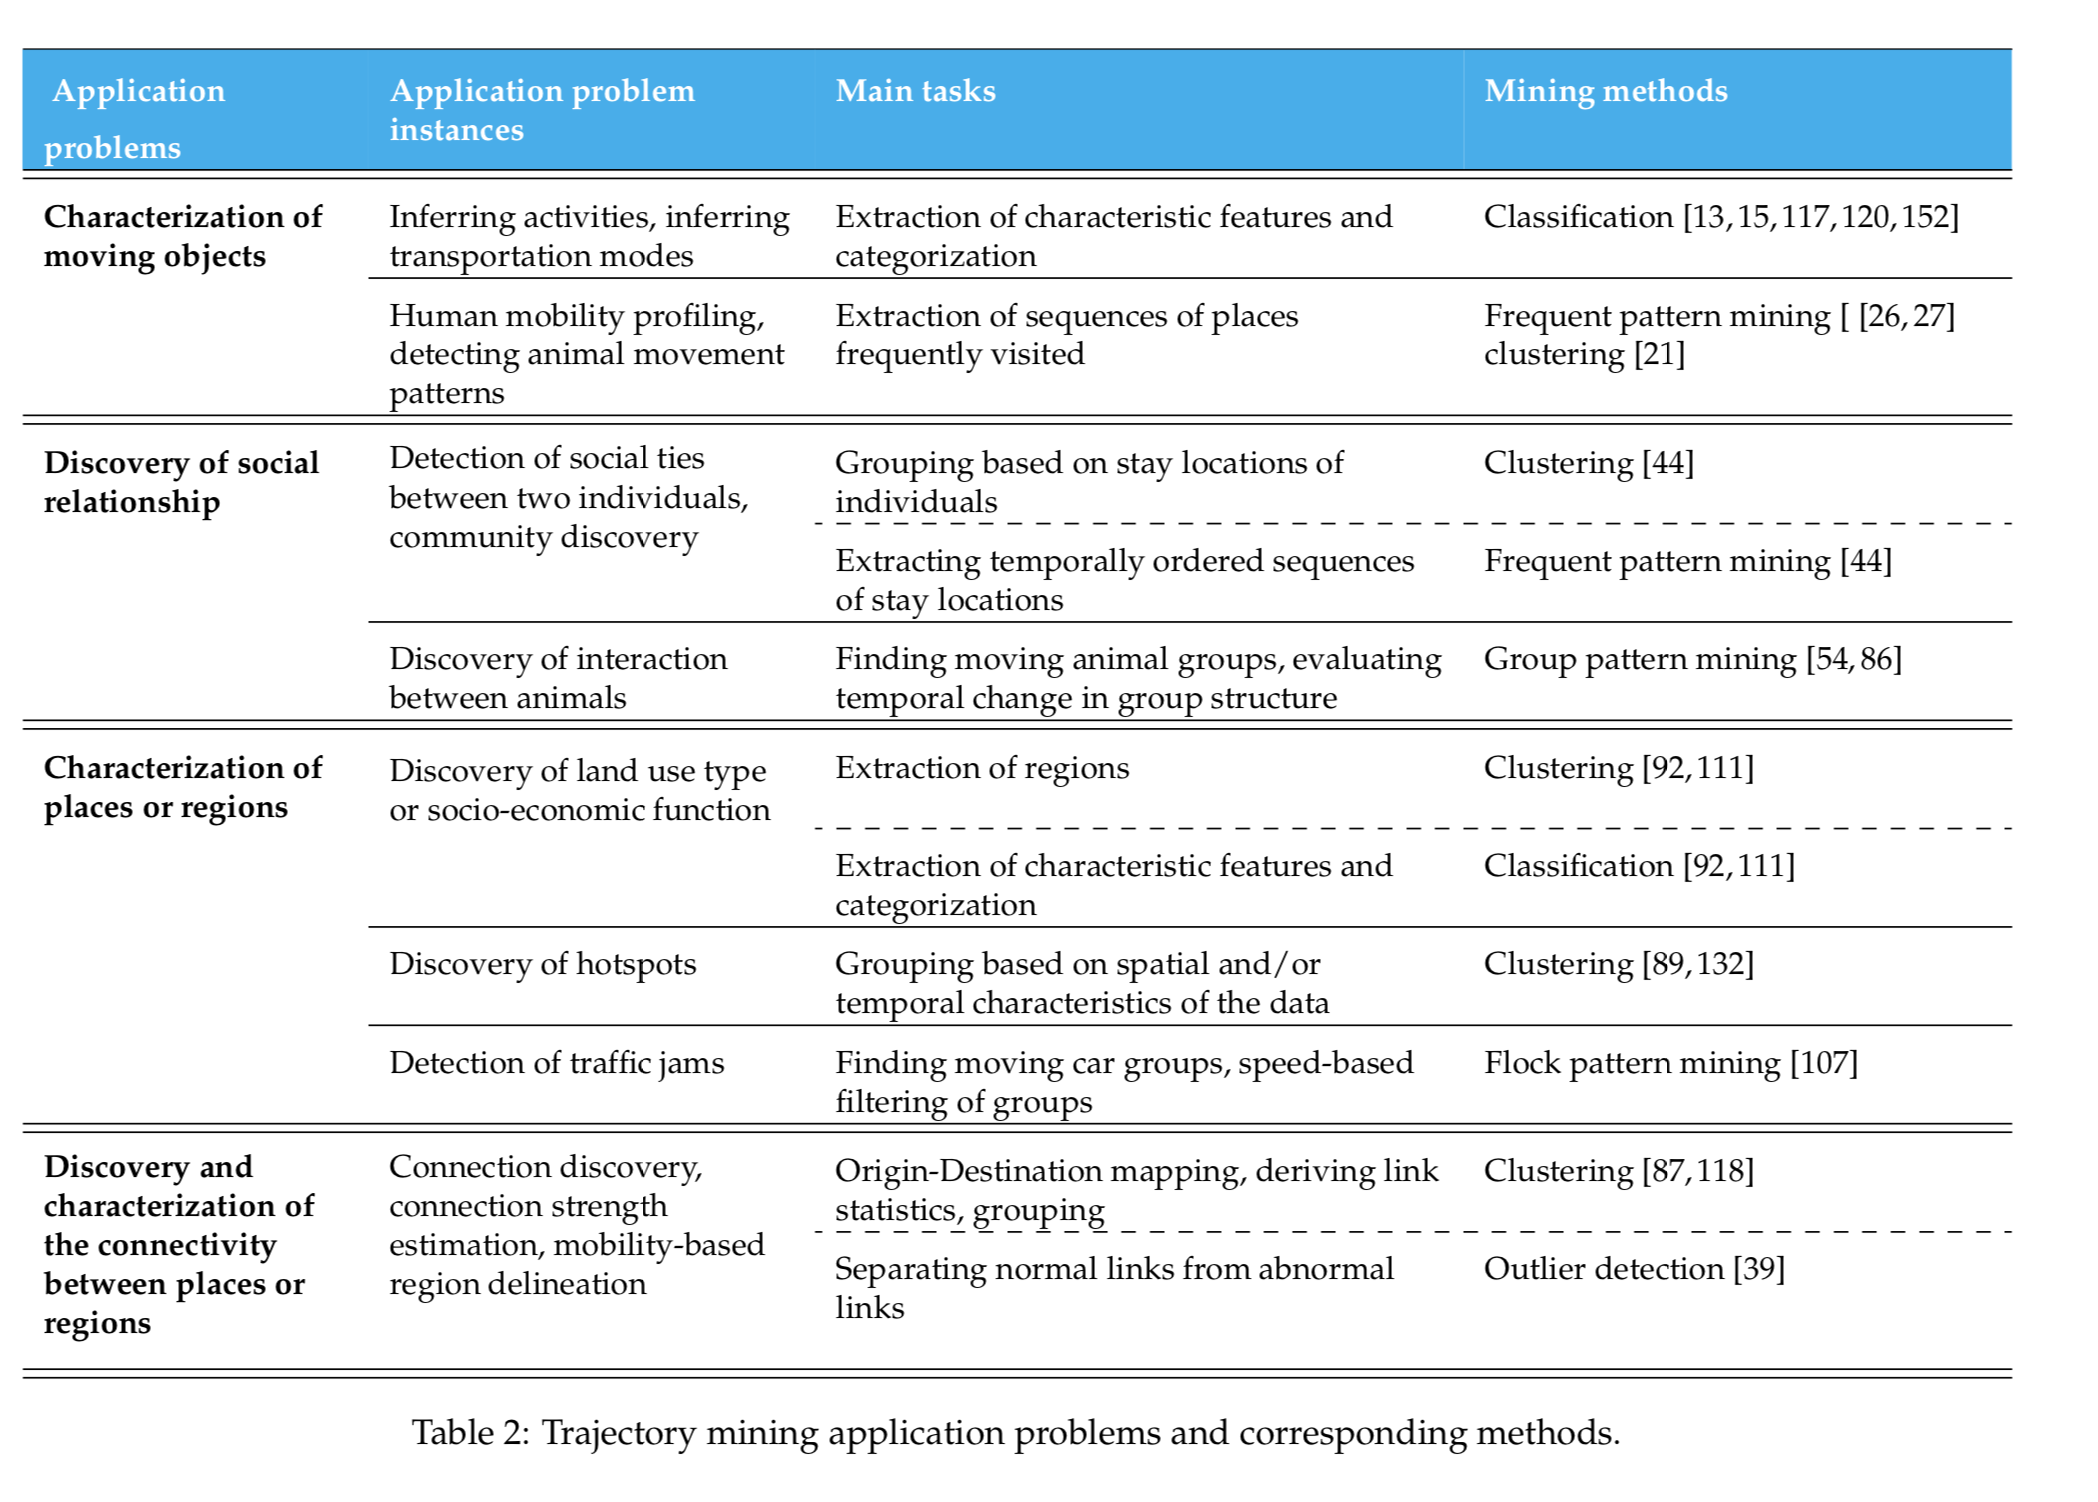 Application
problems
Application problem
instances
Main tasks
Mining methods
Characterization of
moving objects
Inferring activities, inferring
transportation modes
Extraction of characteristic features and
categorization
Classification [13, 15, 117, 120, 152]
Human mobility profiling,
detecting animal movement
patterns
Extraction of sequences of places
frequently visited
Frequent pattern mining [ [26, 27]
clustering [21]
Discovery of social
relationship
Detection of social ties
between two individuals,
community discovery
Grouping based on stay locations of
individuals
Clustering [44]
Extracting temporally ordered sequences
of stay locations
Frequent pattern mining [44]
Discovery of interaction
between animals
Finding moving animal groups, evaluating
temporal change in group structure
Group pattern mining [54, 86]
Characterization of
places or regions
Discovery of land use type
or socio-economic function
Extraction of regions
Clustering [92, 111]
Extraction of characteristic features and
categorization
Classification [92, 111]
Discovery of hotspots
Grouping based on spatial and/or
temporal characteristics of the data
Clustering [89, 132]
Detection of traffic jams
Finding moving car groups, speed-based
filtering of groups
Flock pattern mining [107]
Discovery and
characterization of
the connectivity
between places or
regions
Connection discovery,
connection strength
estimation, mobility-based
region delineation
Origin-Destination mapping, deriving link
statistics, grouping
Clustering [87, 118]
Separating normal links from abnormal
links
Outlier detection [39]
Table 2: Trajectory mining application problems and corresponding methods.